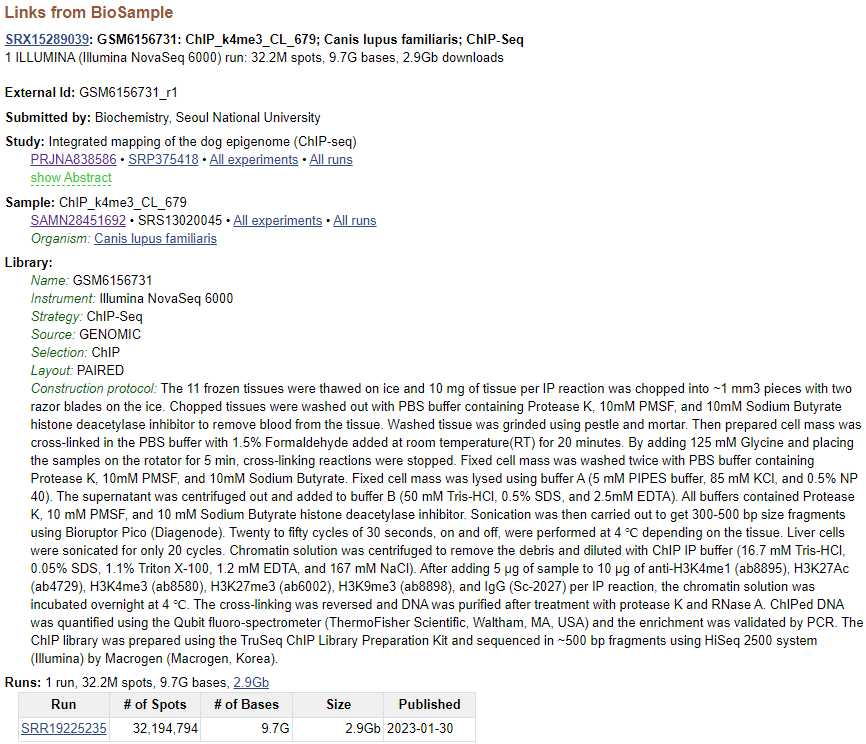 Links from BioSample
SRX15289039: GSM6156731: ChIP_k4me3_CL_679; Canis lupus familiaris; ChIP-Seq
1 ILLUMINA (Illumina NovaSeq 6000) run: 32.2M spots, 9.7G bases, 2.9Gb downloads
External Id: GSM6156731_r1
Submitted by: Biochemistry, Seoul National University
Study: Integrated mapping of the dog epigenome (ChIP-seq)
PRJNA838586 • SRP375418 • All experiments • All runs
show Abstract
Sample: ChIP_k4me3_CL_679
SAMN28451692 • SRS13020045 • All experiments • All runs
Organism: Canis lupus familiaris
Library:
Name: GSM6156731
Instrument: Illumina NovaSeq 6000
Strategy: ChIP-Seq
Source: GENOMIC
Selection: ChIP
Layout: PAIRED
Construction protocol: The 11 frozen tissues were thawed on ice and 10 mg of tissue per IP reaction was chopped into ~1 mm3 pieces with two
razor blades on the ice. Chopped tissues were washed out with PBS buffer containing Protease K, 10mM PMSF, and 10mM Sodium Butyrate
histone deacetylase inhibitor to remove blood from the tissue. Washed tissue was grinded using pestle and mortar. Then prepared cell mass was
cross-linked in the PBS buffer with 1.5% Formaldehyde added at room temperature(RT) for 20 minutes. By adding 125 mM Glycine and placing
the samples on the rotator for 5 min, cross-linking reactions were stopped. Fixed cell mass was washed twice with PBS buffer containing
Protease K, 10mM PMSF, and 10mM Sodium Butyrate. Fixed cell mass was lysed using buffer A (5 mM PIPES buffer, 85 mM KCl, and 0.5% NP
40). The supernatant was centrifuged out and added to buffer B (50 mM Tris-HCl, 0.5% SDS, and 2.5mM EDTA). All buffers contained Protease
K, 10 mM PMSF, and 10 mM Sodium Butyrate histone deacetylase inhibitor. Sonication was then carried out to get 300-500 bp size fragments
using Bioruptor Pico (Diagenode). Twenty to fifty cycles of 30 seconds, on and off, were performed at 4 ℃ depending on the tissue. Liver cells
were sonicated for only 20 cycles. Chromatin solution was centrifuged to remove the debris and diluted with ChIP IP buffer (16.7 mM Tris-HCl,
0.05% SDS, 1.1% Triton X-100, 1.2 mM EDTA, and 167 mM NaCl). After adding 5 µg of sample to 10 µg of anti-H3K4me1 (ab8895), H3K27Ac
(ab4729), H3K4me3 (ab8580), H3K27me3 (ab6002), H3K9me3 (ab8898), and IgG (Sc-2027) per IP reaction, the chromatin solution was
incubated overnight at 4 ℃. The cross-linking was reversed and DNA was purified after treatment with protease K and RNase A. ChIPed DNA
was quantified using the Qubit fluoro-spectrometer (ThermoFisher Scientific, Waltham, MA, USA) and the enrichment was validated by PCR. The
ChIP library was prepared using the TruSeq ChIP Library Preparation Kit and sequenced in ~500 bp fragments using HiSeq 2500 system
(Illumina) by Macrogen (Macrogen, Korea).
Runs: 1 run, 32.2M spots, 9.7G bases, 2.9Gb
Run # of Spots # of Bases Size Published
SRR19225235 32,194,794 9.7G 2.9Gb 2023-01-30